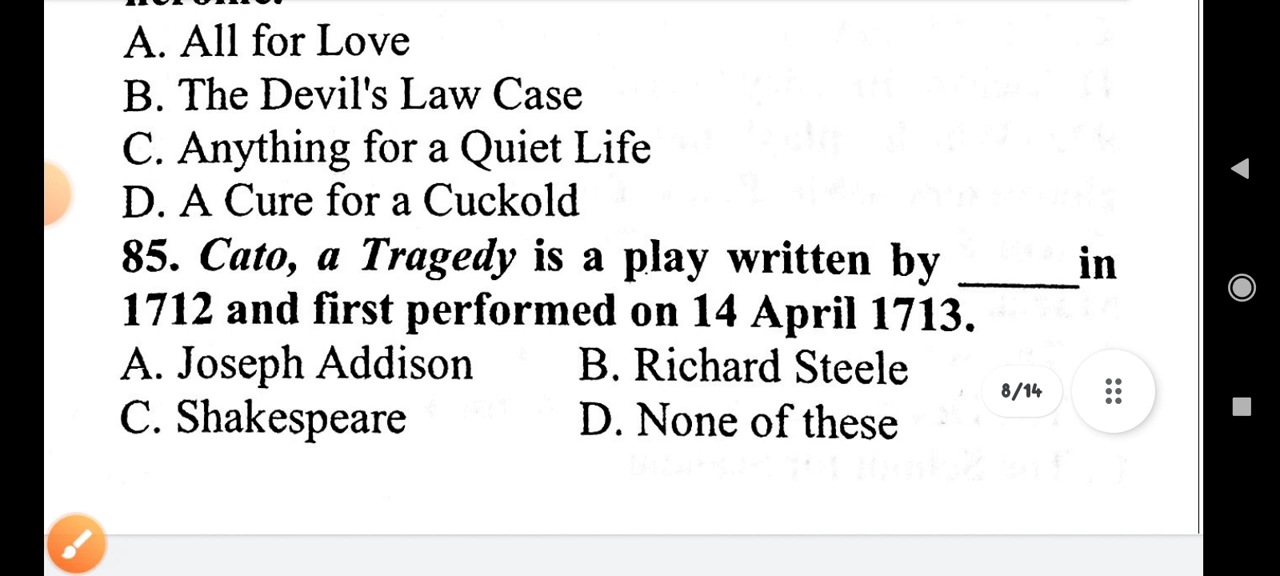 A. All for Love
B. The Devil's Law Case
C. Anything for a Quiet Life
D. A Cure for a Cuckold
85. Cato, a Tragedy is a play written by ______in
1712 and first performed on 14 April 1713.
A. Joseph Addison B. Richard Steele
C. Shakespeare D. None of these
8/14